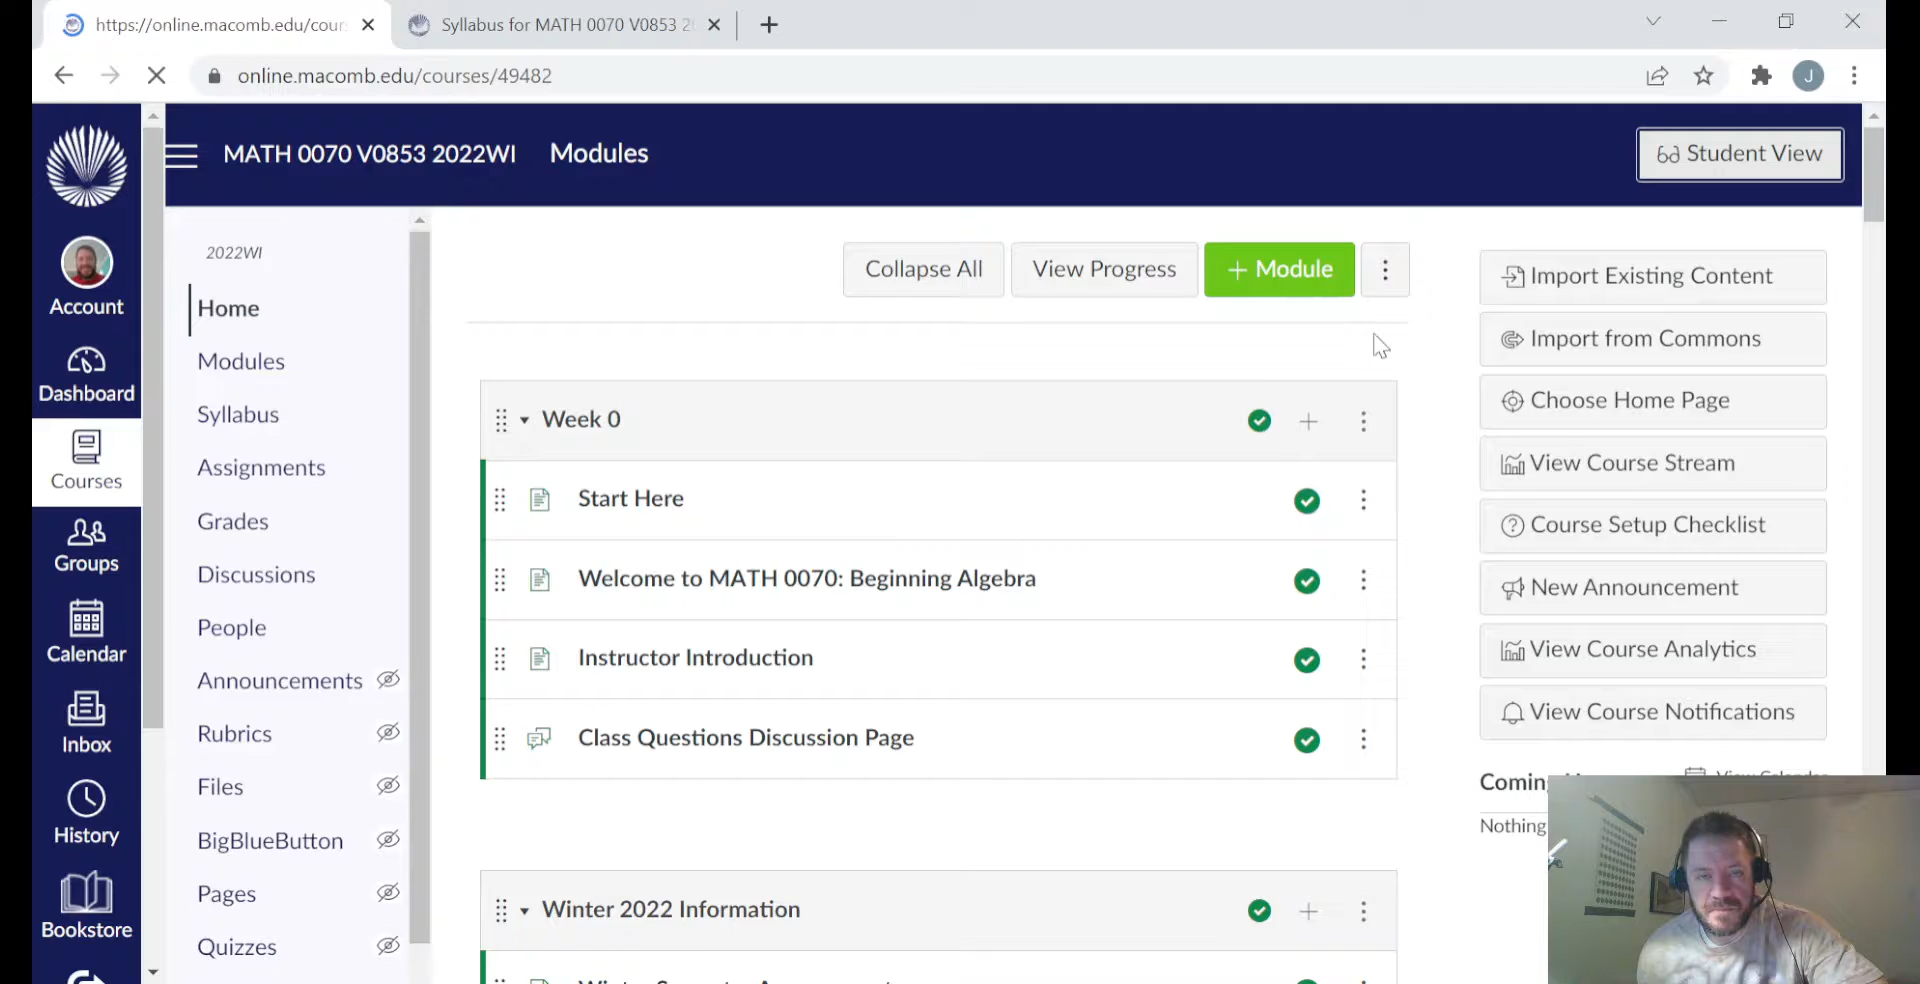 https://online.macomb.edu/cour
Syllabus for MATH 0070 V0853 2
online.macomb.edu/courses/49482
J
MATH 0070 V0853 2022WI
Modules
Student View
Account
Dashboard
Courses
Groups
Calendar
Inbox
History
Bookstore
2022WI
Home
Modules
Syllabus
Assignments
Grades
Discussions
People
Announcements
Rubrics
Files
BigBlueButton
Pages
Quizzes
Collapse All
View Progress
+ Module
Week 0
Start Here
Welcome to MATH 0070: Beginning Algebra
Instructor Introduction
Class Questions Discussion Page
Winter 2022 Information
Import Existing Content
Import from Commons
Choose Home Page
View Course Stream
Course Setup Checklist
New Announcement
View Course Analytics
View Course Notifications
Coming
View Calendar
Nothing